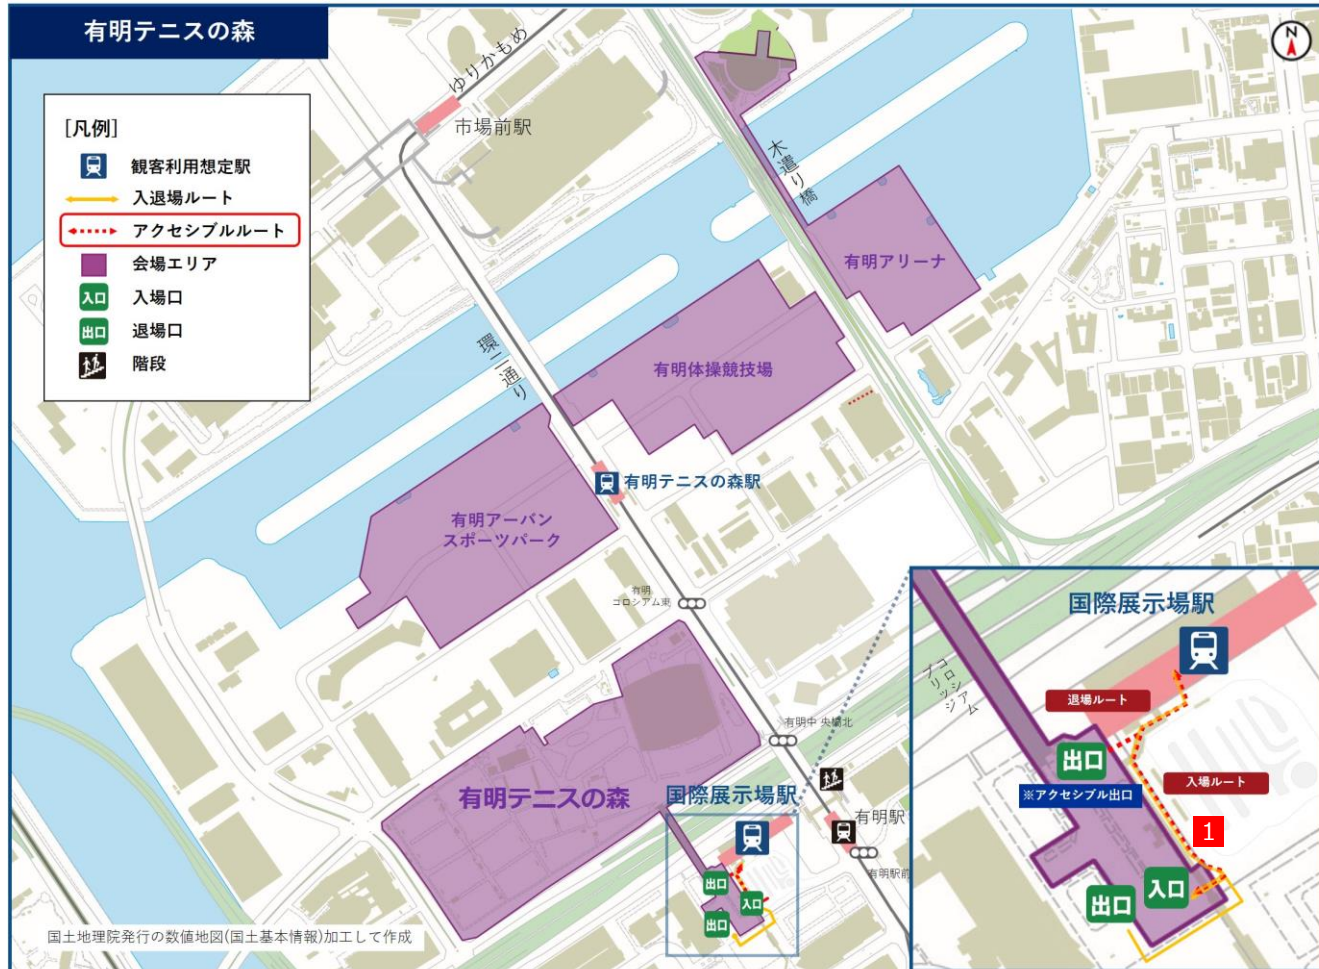 有明テニスの森
N
[凡例]
観客利用想定駅
入退場ルート
アクセシブルルート
会場エリア
入口
入場口
出口
退場口
階段
ゆりかもめ
市場前駅
木遣り橋
有明アリーナ
環二通り
有明体操競技場
有明テニスの森駅
有明アーバン
スポーツパーク
有明
コロシアム東
有明中央橋北
有明テニスの森
国際展示場駅
有明駅
有明駅前
出口
入口
出口
国際展示場駅
コロシアム
ブリッジ
退場ルート
出口
※アクセシブル出口
入場ルート
1
入口
出口
国土地理院発行の数値地図(国土基本情報)加工して作成